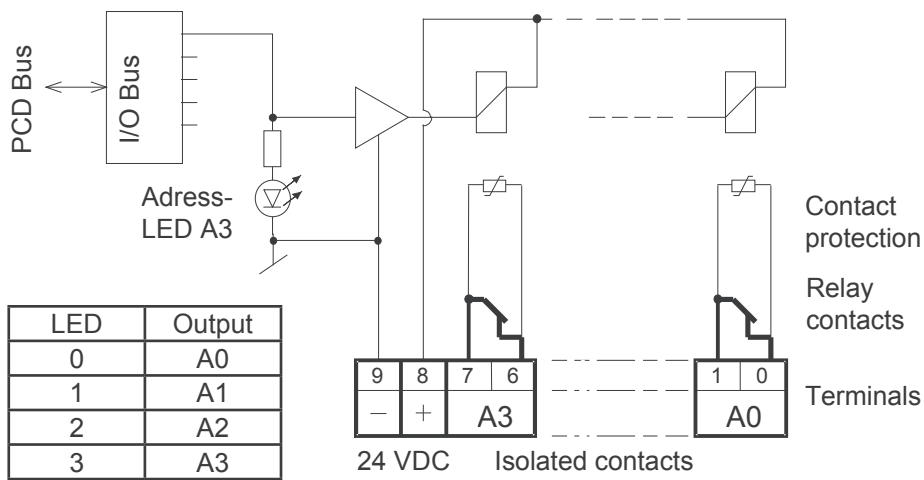 PCD Bus
I/O Bus
Adress-
LED A3
Contact
protection
Relay
contacts
LED Output
0 A0
1 A1
2 A2
3 A3
9 8 7 6 1 0
– + A3 A0
Terminals
24 VDC Isolated contacts